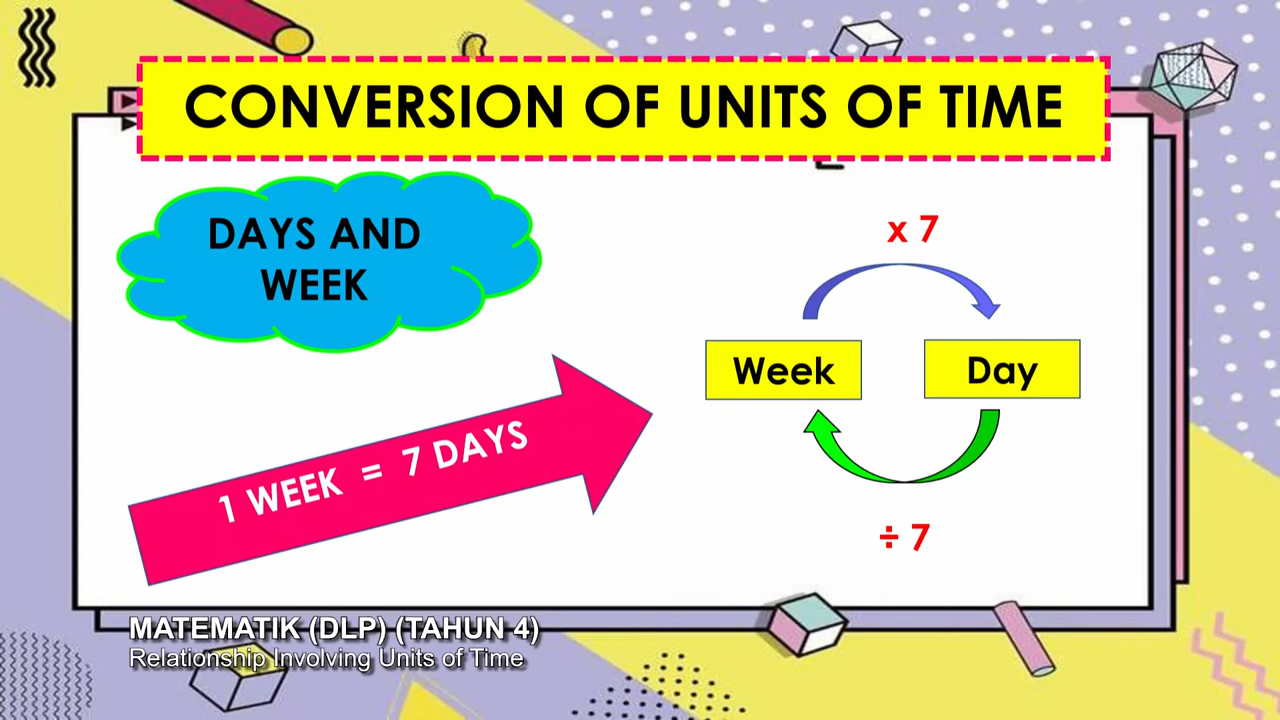 CONVERSION OF UNITS OF TIME
DAYS AND
WEEK
1 WEEK = 7 DAYS
x 7
Week
Day
÷ 7
MATEMATIK (DLP) (TAHUN 4)
Relationship Involving Units of Time